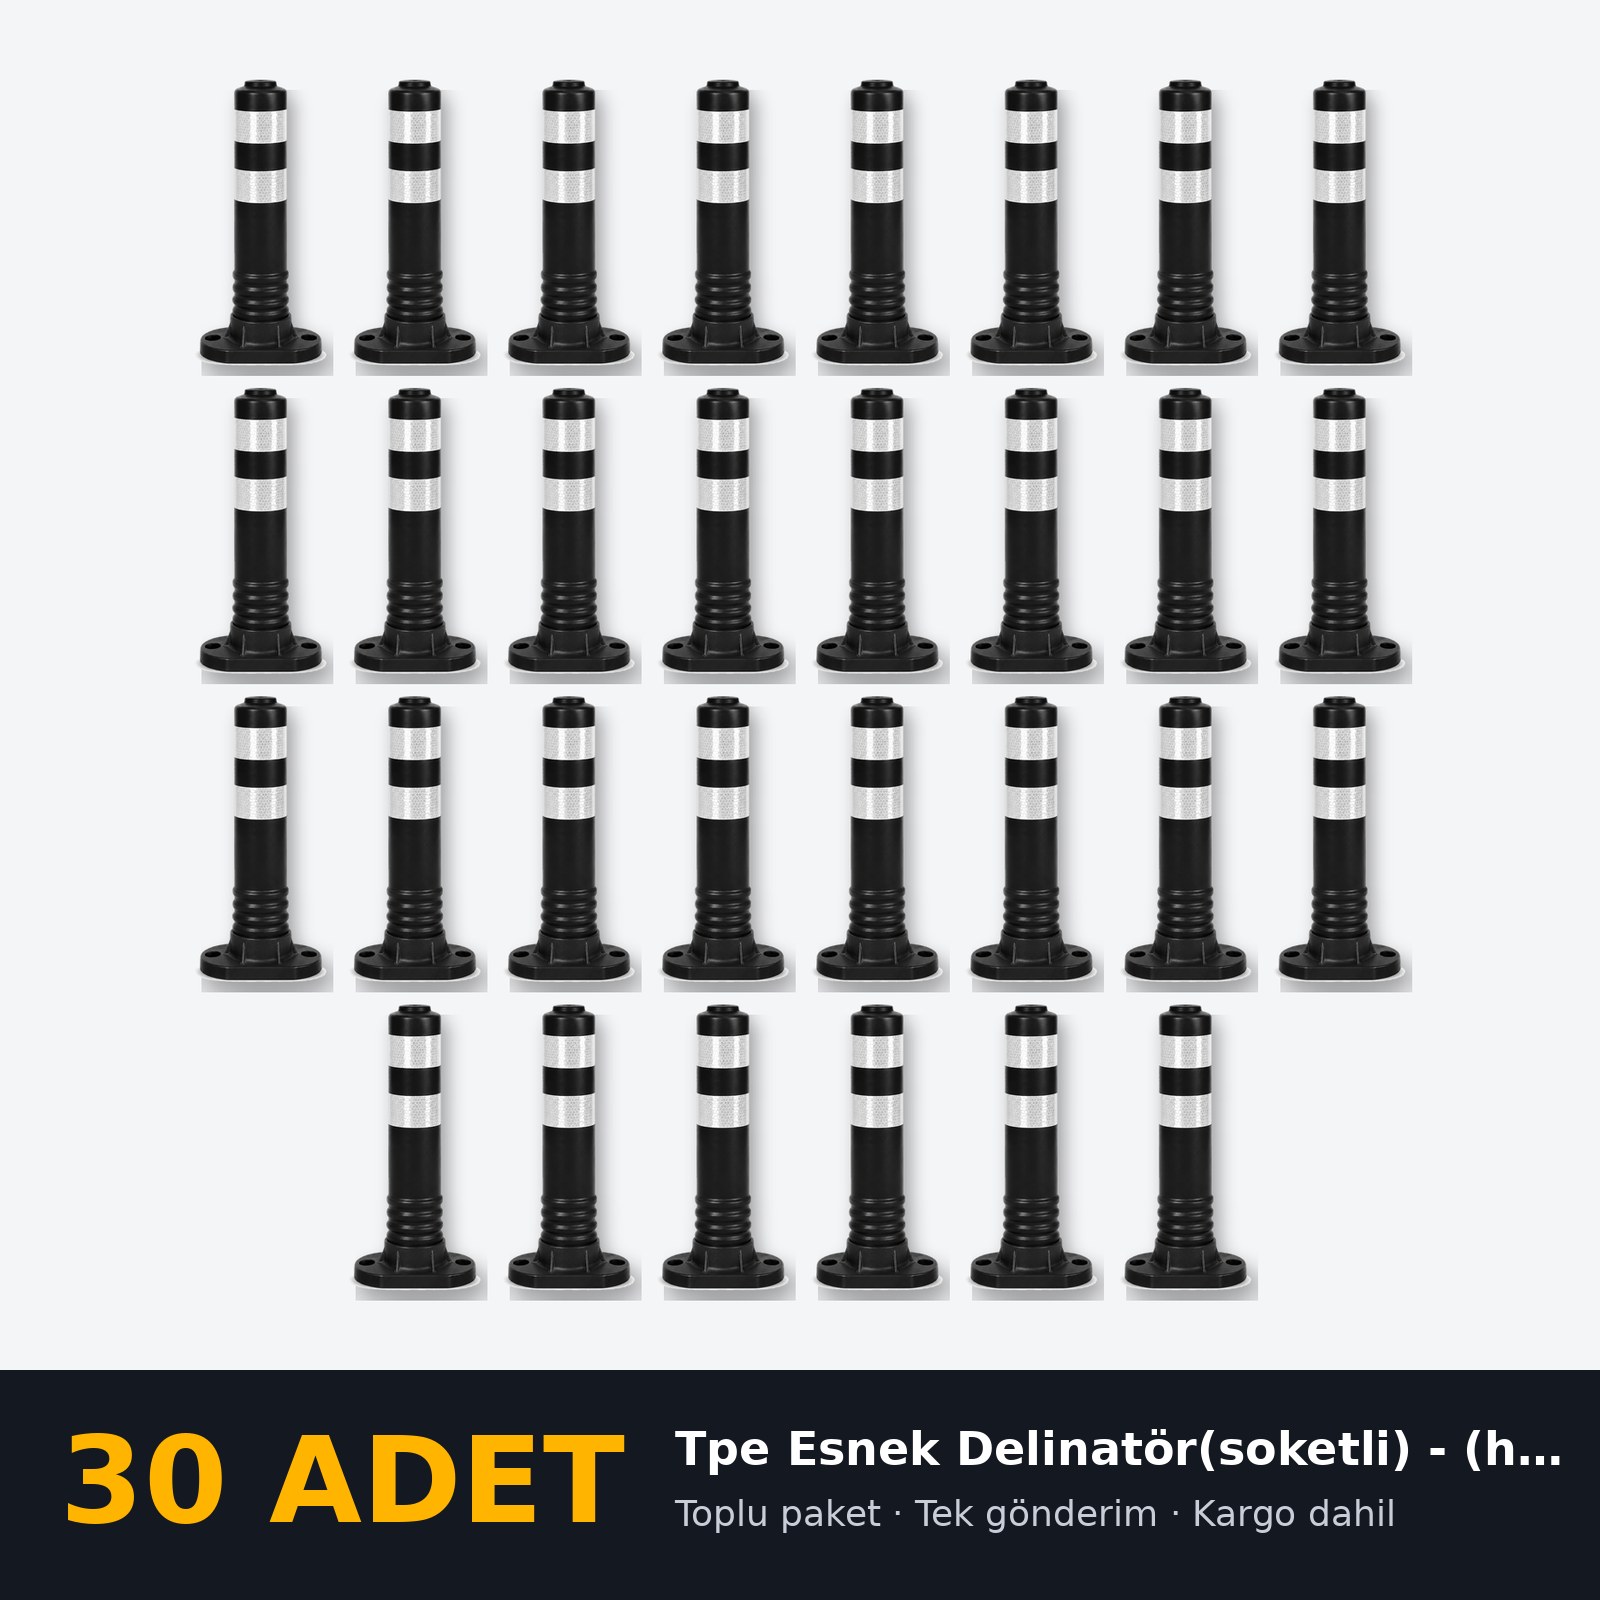 30 ADET
Tpe Esnek Delinatör(soketli) - (h...
Toplu paket · Tek gönderim · Kargo dahil